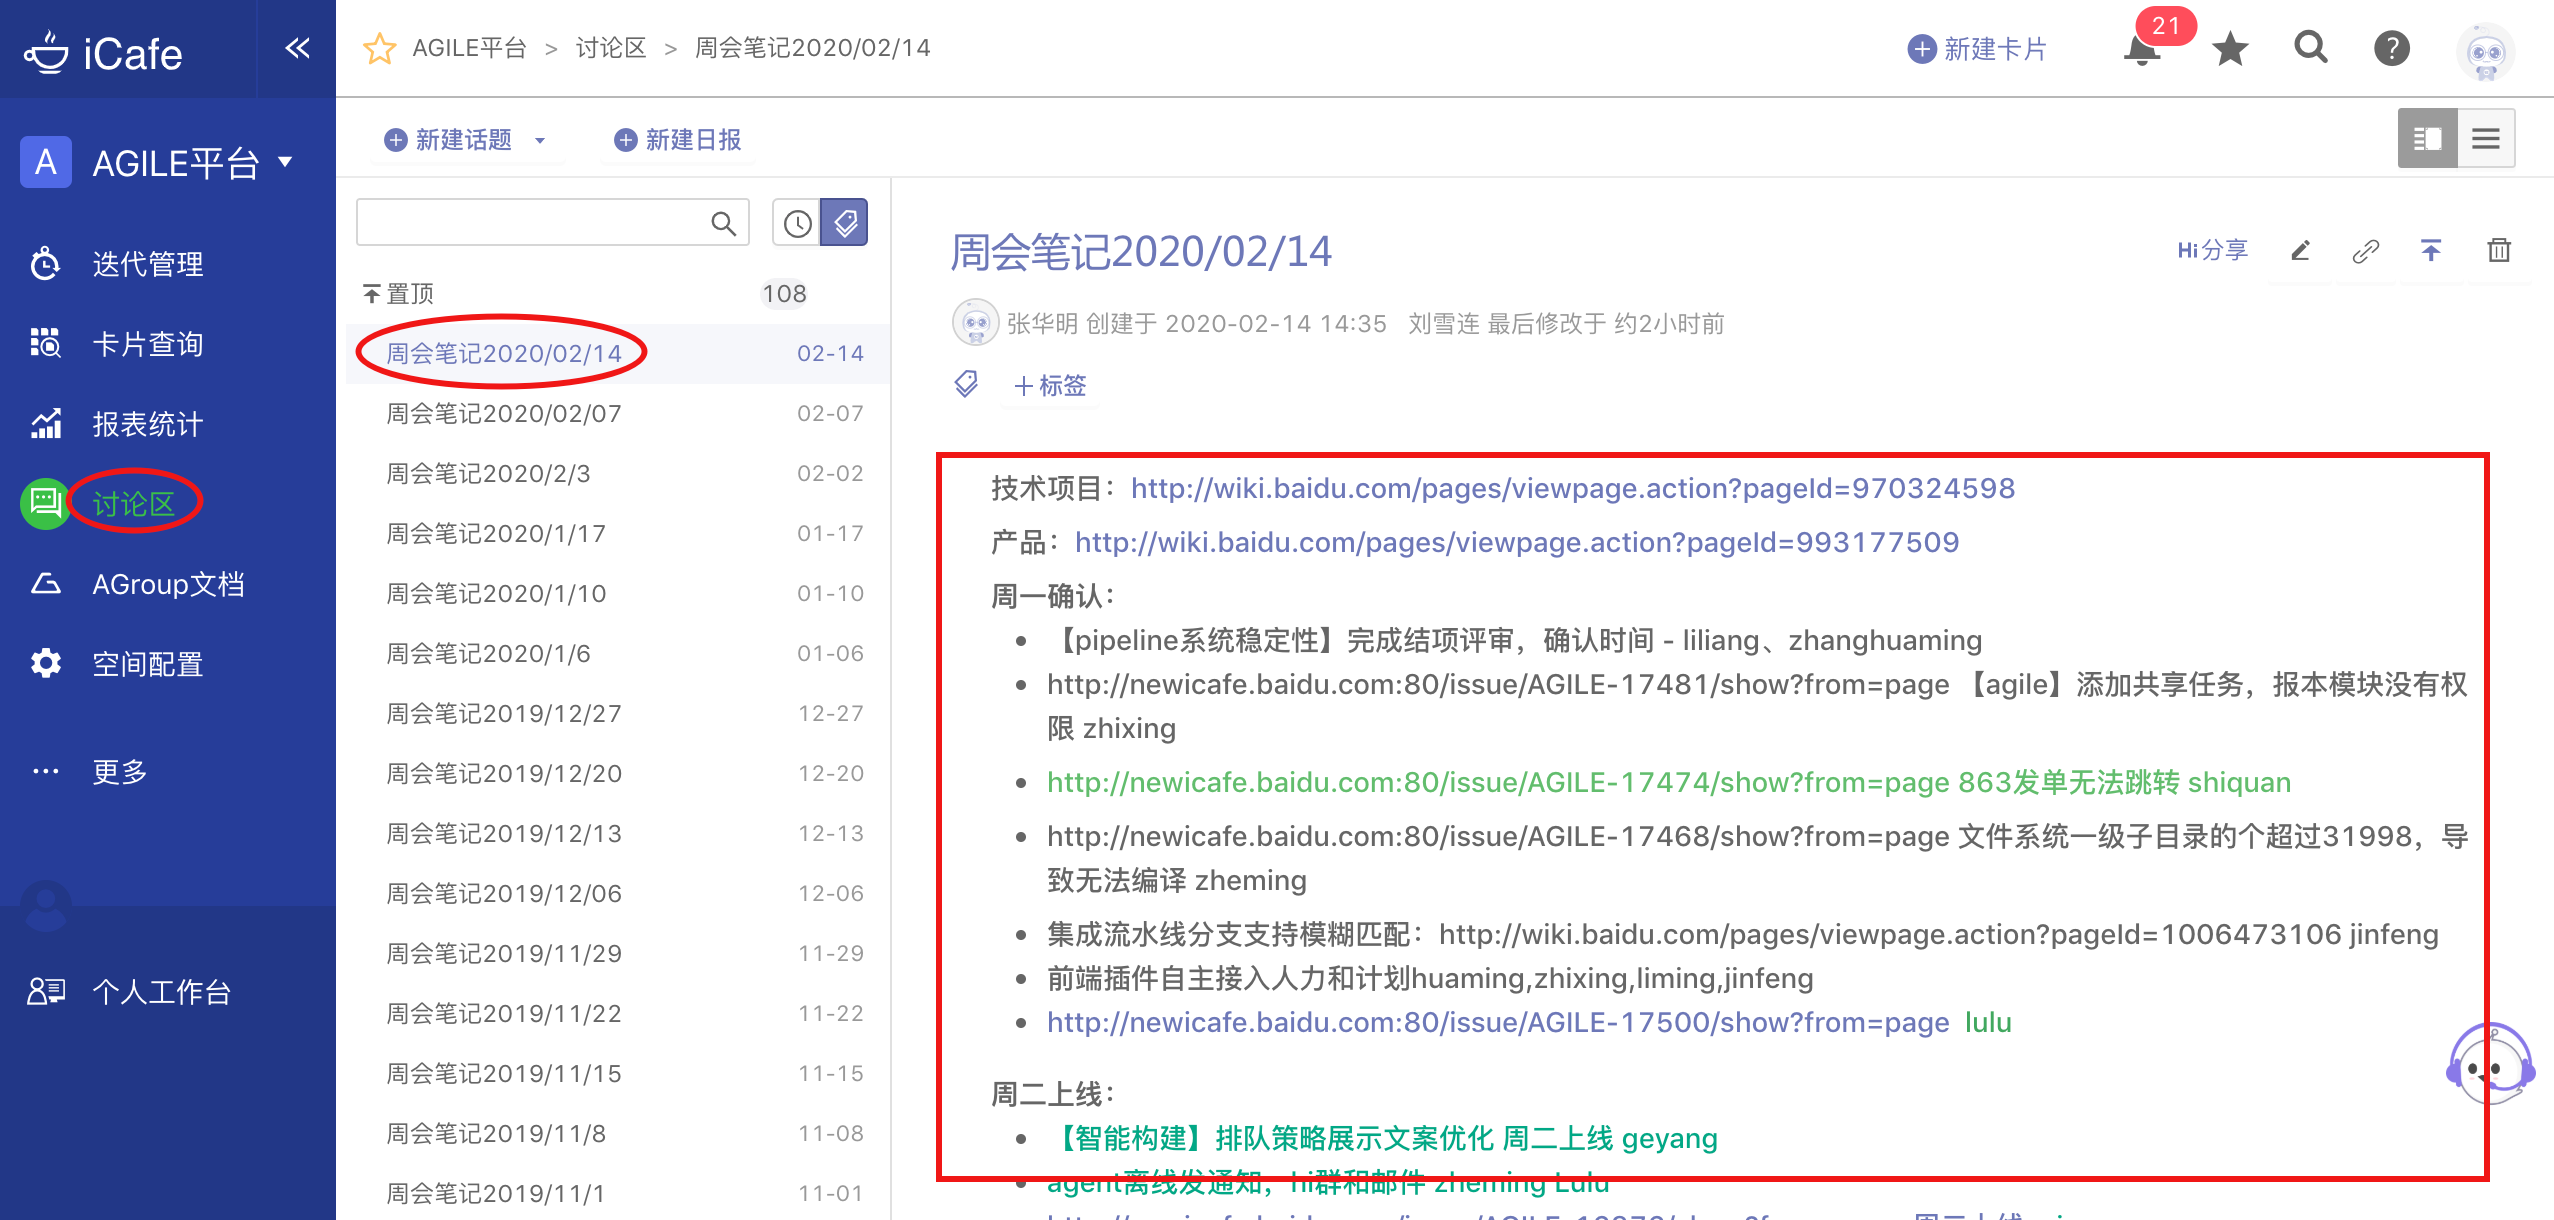 iCafe
AGILE平台 > 讨论区 > 周会笔记2020/02/14
新建卡片
21
A AGILE平台
迭代管理
卡片查询
报表统计
讨论区
AGroup文档
空间配置
更多
个人工作台
新建话题
新建日报
置顶 108
周会笔记2020/02/14 02-14
周会笔记2020/02/07 02-07
周会笔记2020/2/3 02-02
周会笔记2020/1/17 01-17
周会笔记2020/1/10 01-10
周会笔记2020/1/6 01-06
周会笔记2019/12/27 12-27
周会笔记2019/12/20 12-20
周会笔记2019/12/13 12-13
周会笔记2019/12/06 12-06
周会笔记2019/11/29 11-29
周会笔记2019/11/22 11-22
周会笔记2019/11/15 11-15
周会笔记2019/11/8 11-08
周会笔记2019/11/1 11-01
周会笔记2020/02/14
Hi分享
张华明 创建于 2020-02-14 14:35 刘雪连 最后修改于 约2小时前
+标签
技术项目：http://wiki.baidu.com/pages/viewpage.action?pageId=970324598
产品：http://wiki.baidu.com/pages/viewpage.action?pageId=993177509
周一确认：
• 【pipeline系统稳定性】完成结项评审，确认时间 - liliang、zhanghuaming
• http://newicafe.baidu.com:80/issue/AGILE-17481/show?from=page 【agile】添加共享任务，报本模块没有权
限 zhixing
• http://newicafe.baidu.com:80/issue/AGILE-17474/show?from=page 863发单无法跳转 shiquan
• http://newicafe.baidu.com:80/issue/AGILE-17468/show?from=page 文件系统一级子目录的个超过31998，导
致无法编译 zheming
• 集成流水线分支支持模糊匹配：http://wiki.baidu.com/pages/viewpage.action?pageId=1006473106 jinfeng
• 前端插件自主接入人力和计划huaming,zhixing,liming,jinfeng
• http://newicafe.baidu.com:80/issue/AGILE-17500/show?from=page lulu
周二上线：
• 【智能构建】排队策略展示文案优化 周二上线 geyang
• agent离线发通知，hi群和邮件 zheming Lulu